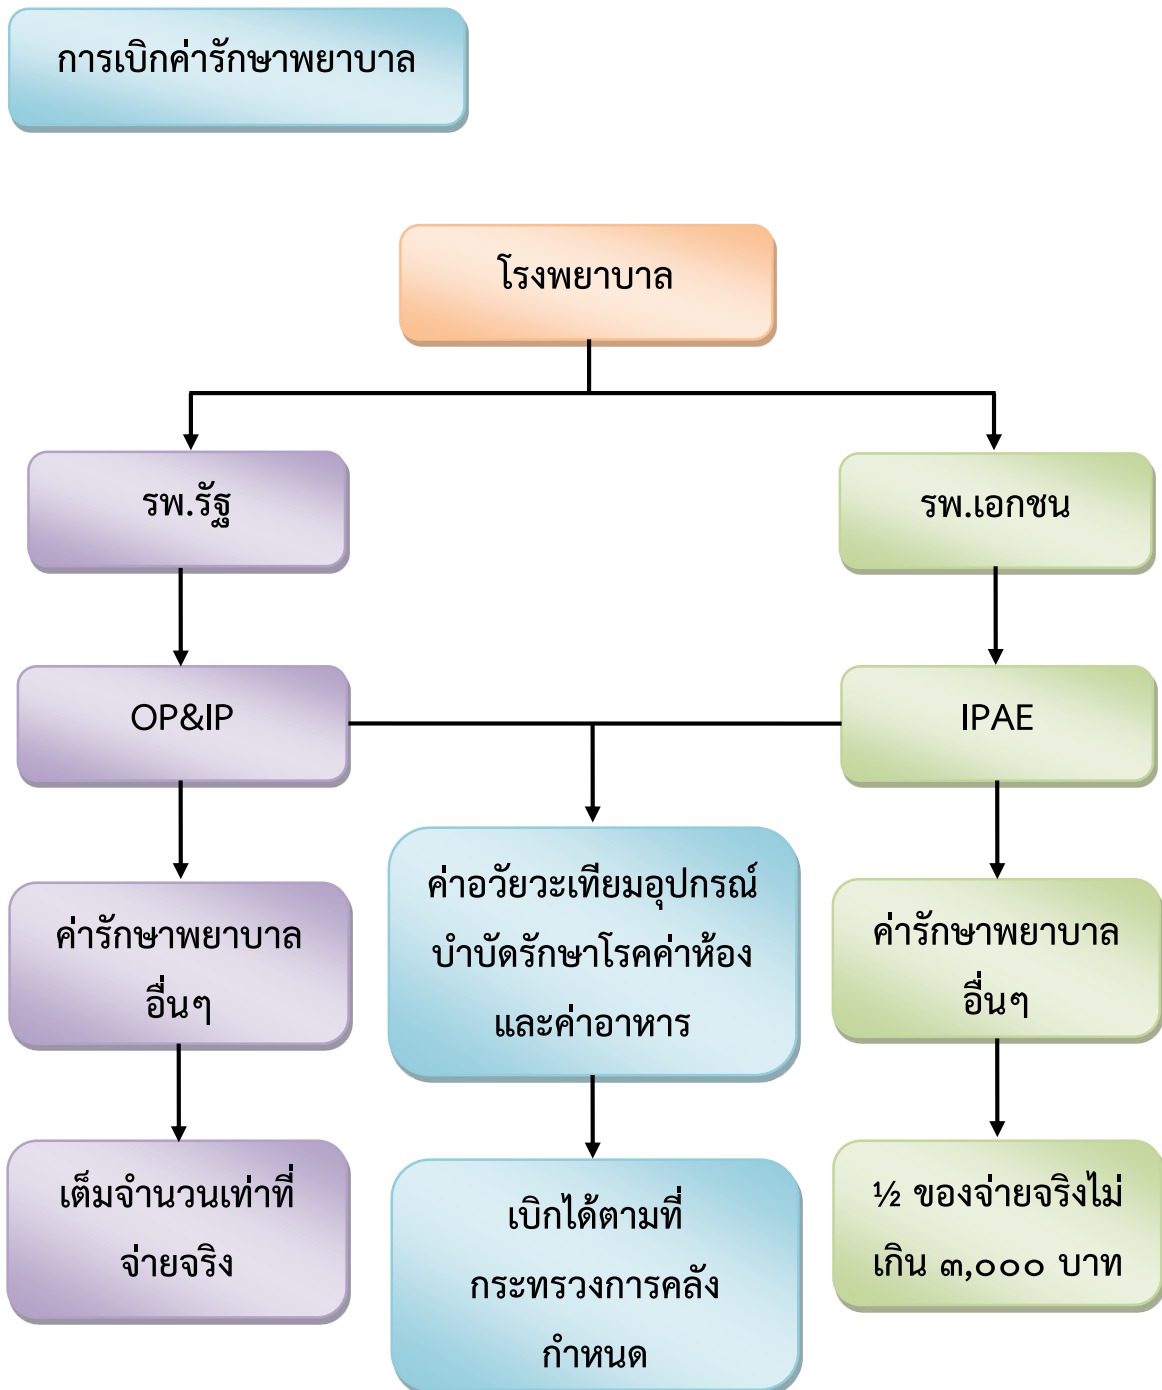 การเบิกค่ารักษาพยาบาล
โรงพยาบาล
รพ.รัฐ
รพ.เอกชน
OP&IP
IPAE
ค่ารักษาพยาบาล
อื่นๆ
ค่าอวัยวะเทียมอุปกรณ์
บำบัดรักษาโรคค่าห้อง
และค่าอาหาร
ค่ารักษาพยาบาล
อื่นๆ
เต็มจำนวนเท่าที่
จ่ายจริง
เบิกได้ตามที่
กระทรวงการคลัง
กำหนด
½ ของจ่ายจริงไม่
เกิน ๓,๐๐๐ บาท